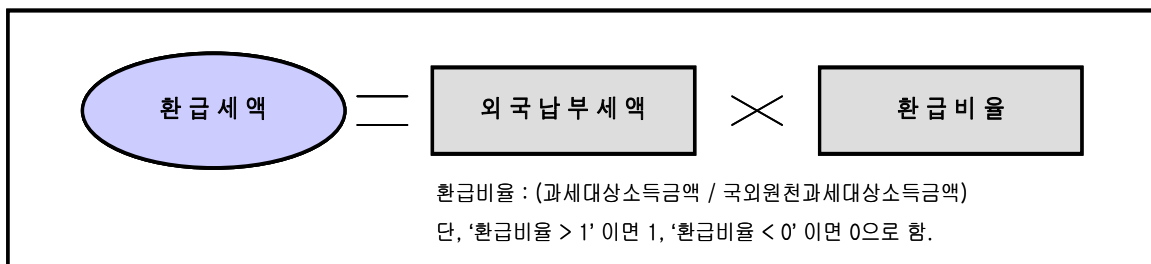 환 급 세 액 = 외 국 납 부 세 액 × 환 급 비 율
환급비율 : (과세대상소득금액 / 국외원천과세대상소득금액)
단, ‘환급비율 > 1’ 이면 1, ‘환급비율 < 0’ 이면 0으로 함.